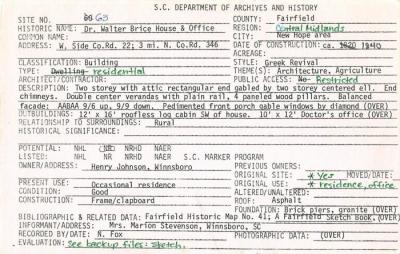 S.C. DEPARTMENT OF ARCHIVES AND HISTORY
SITE NO. 63 COUNTY: Fairfield
HISTORIC NAME: Dr. Walter Brice House & Office REGION: Central Midlands
COMMON NAME: CITY: New Hope area
ADDRESS: W. Side Co.Rd. 22; 3 mi. N. Co.Rd. 346 DATE OF CONSTRUCTION: ca. 1820 1840
ACREAGE:
CLASSIFICATION: Building STYLE: Greek Revival
TYPE: Dwelling residential THEME(S): Architecture, Agriculture
ARCHITECT/CONTRACTOR: PUBLIC ACCESS: No Restricted
DESCRIPTION: Two storey with attic rectangular end gabled by two storey centered ell. End
chimneys. Double center verandas with plain rail, 4 paneled wood pillars. Balanced
facade: AABAA 9/6 up. 9/9 down. Pedimented front porch gable windows by diamond (OVER)
OUTBUILDINGS: 12' x 16' roofless log cabin SW of house. 10' x 12' Doctor's office (OVER)
RELATIONSHIP TO SURROUNDINGS: Rural
HISTORICAL SIGNIFICANCE:
POTENTIAL: NHL NR NRHD NAER
LISTED: NHL NR NRHD NAER S.C. MARKER PROGRAM
OWNER/ADDRESS: Henry Johnson, Winnsboro PREVIOUS OWNERS:
ORIGINAL SITE: * Yes MOVED/DATE:
PRESENT USE: Occasional residence ORIGINAL USE: * residence, office
CONDITION: Good ALTERED/UNALTERED:
CONSTRUCTION: Frame/clapboard ROOF: Asphalt
FOUNDATION: Brick piers, granite (OVER)
BIBLIOGRAPHIC & RELATED DATA: Fairfield Historic Map No. 41; A Fairfield Sketch Book, (OVER)
INFORMANT/ADDRESS: Mrs. Marion Stevenson, Winnsboro, SC
RECORDED BY/DATE: N. Fox PHOTOGRAPHIC DATA: (OVER)
EVALUATION: See backup files: sketch.